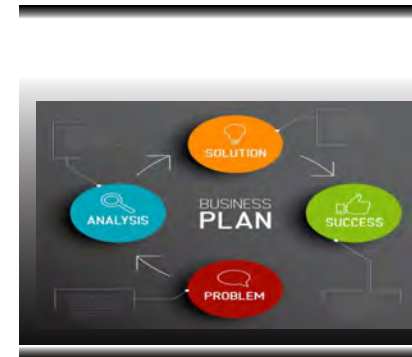 SOLUTION
ANALYSIS
BUSINESS
PLAN
SUCCESS
PROBLEM